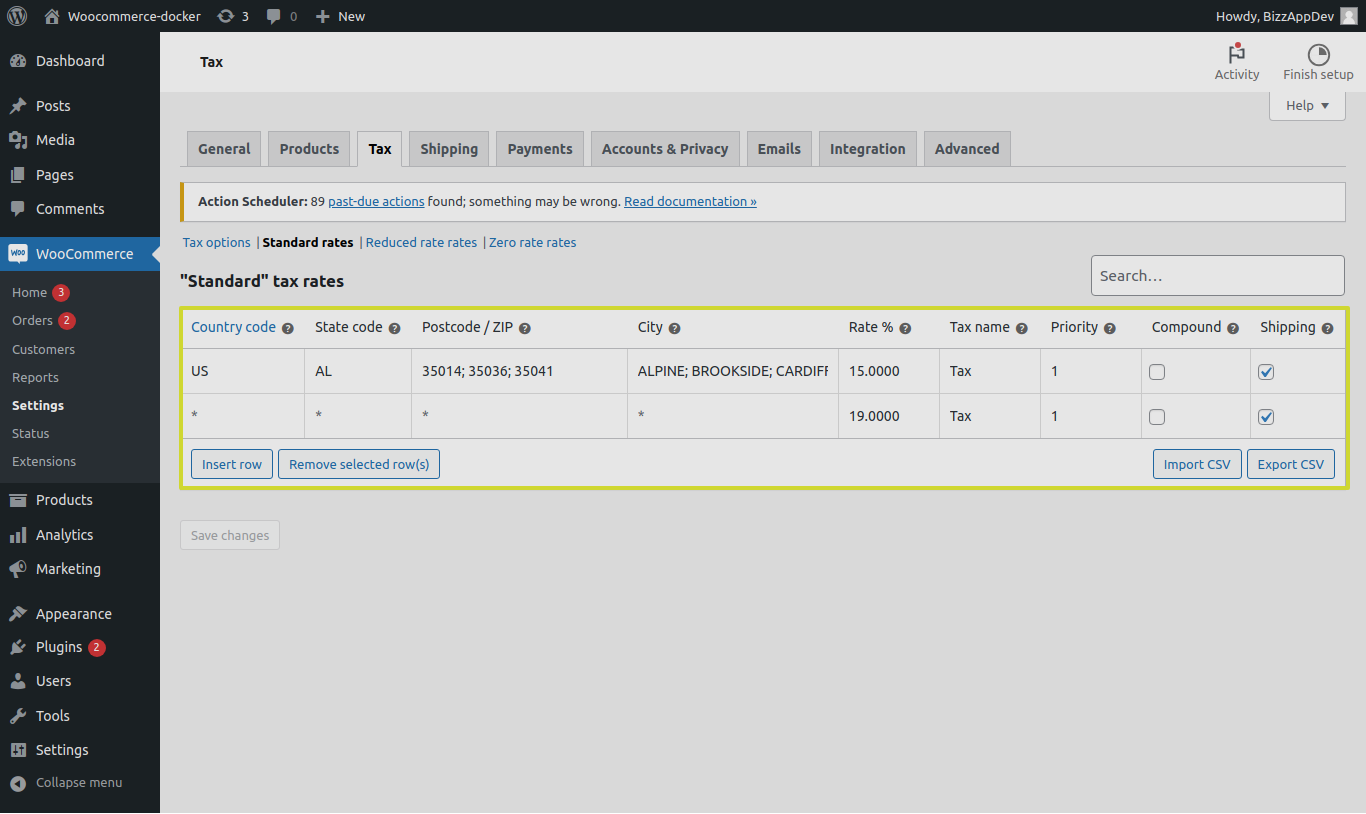 Woocommerce-docker 3 0 New Howdy, BizzAppDev
Dashboard
Posts
Media
Pages
Comments
WOO WooCommerce
Home 3
Orders 2
Customers
Reports
Settings
Status
Extensions
Products
Analytics
Marketing
Appearance
Plugins 2
Users
Tools
Settings
Collapse menu
Tax
Activity Finish setup
Help
General Products Tax Shipping Payments Accounts & Privacy Emails Integration Advanced
Action Scheduler: 89 past-due actions found; something may be wrong. Read documentation »
Tax options | Standard rates | Reduced rate rates | Zero rate rates
"Standard" tax rates
Search…
Country code ? State code ? Postcode / ZIP ? City ? Rate % ? Tax name ? Priority ? Compound ? Shipping ?
US AL 35014; 35036; 35041 ALPINE; BROOKSIDE; CARDIFF 15.0000 Tax 1
* * * * 19.0000 Tax 1
Insert row Remove selected row(s) Import CSV Export CSV
Save changes